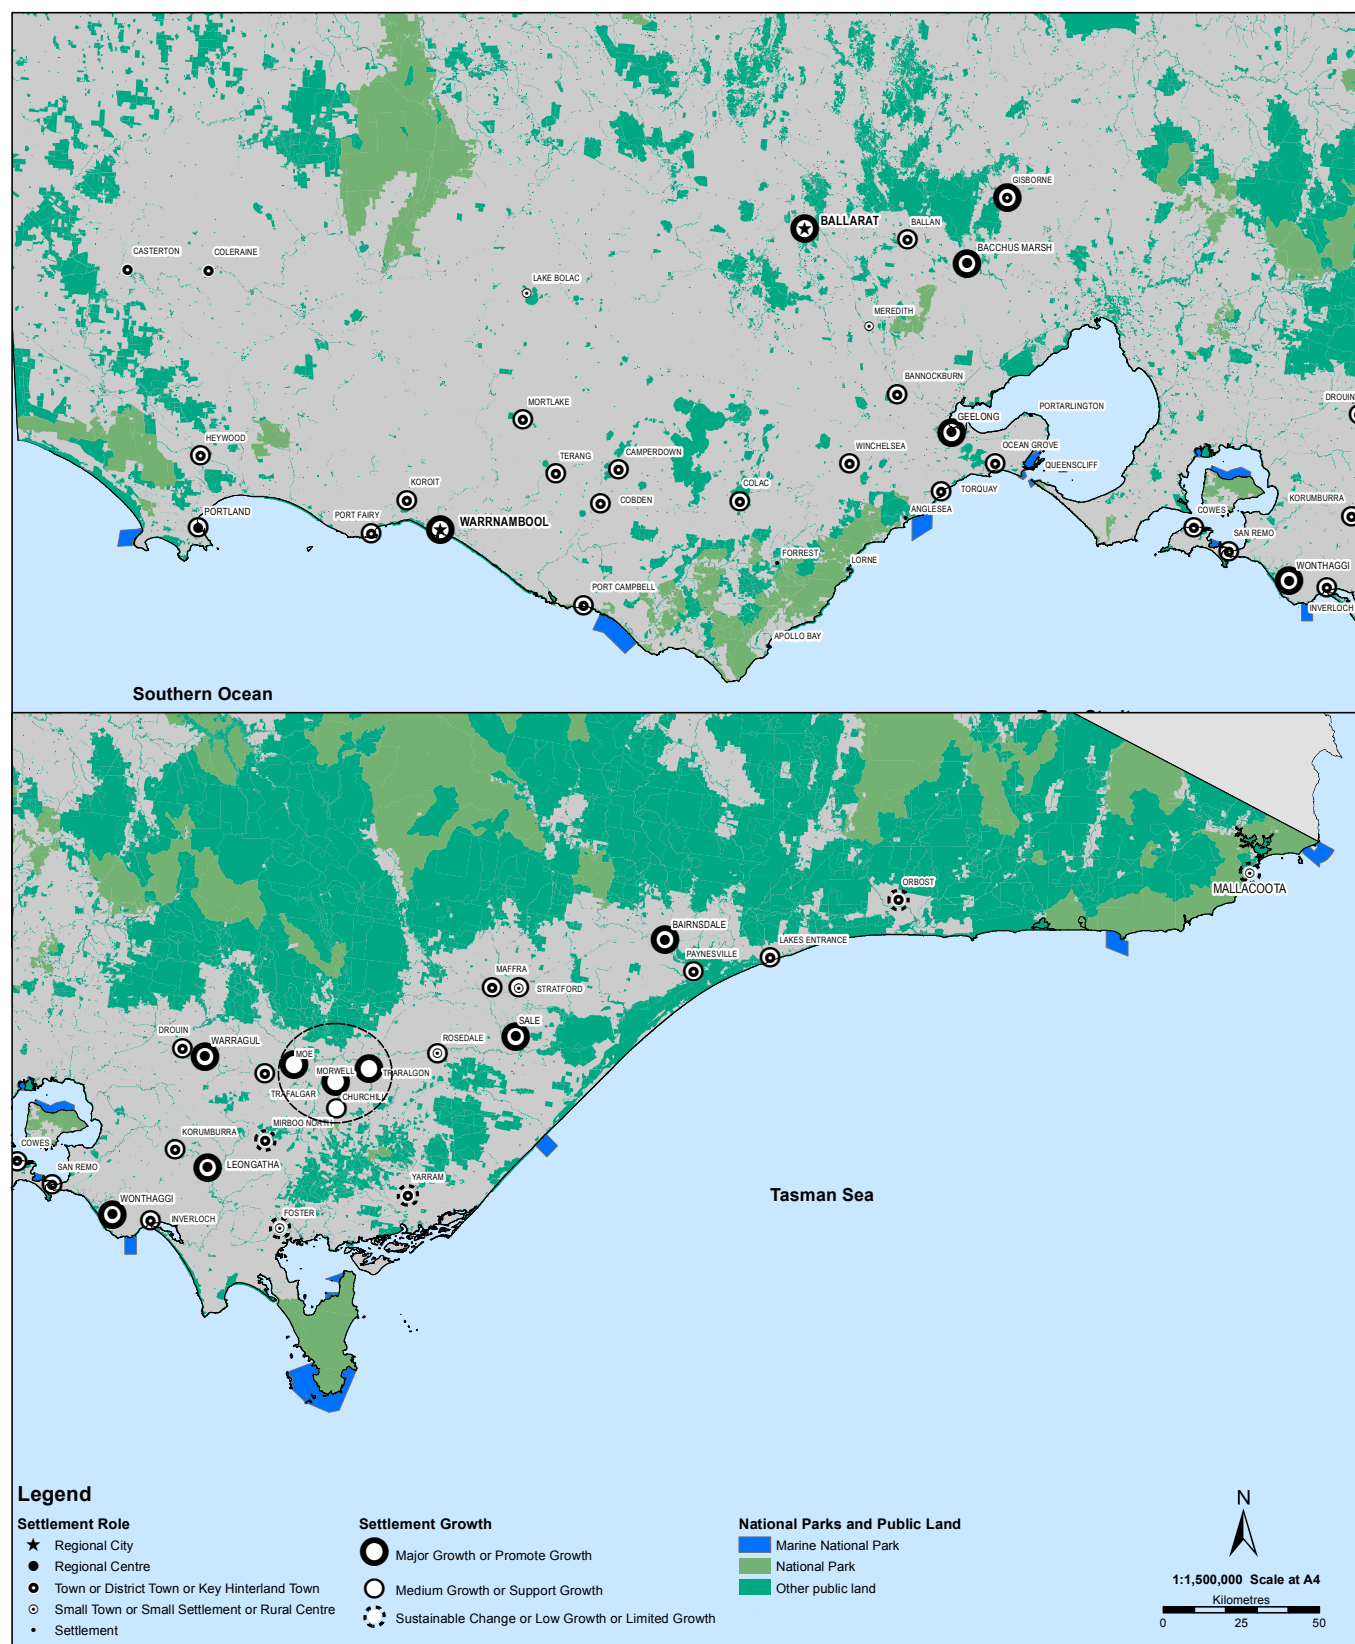 GISBORNE
BALLARAT
BALLAN
BACCHUS MARSH
CASTERTON
COLERAINE
LAKE BOLAC
MEREDITH
BANNOCKBURN
DROUIN
MORTLAKE
PORTARLINGTON
GEELONG
HEYWOOD
WINCHELSEA
OCEAN GROVE
TERANG
CAMPERDOWN
QUEENSCLIFF
KOROIT
COBDEN
COLAC
TORQUAY
KORUMBURRA
PORTLAND
PORT FAIRY
ANGLESEA
COWES
WARRNAMBOOL
SAN REMO
FORREST
LORNE
WONTHAGGI
PORT CAMPBELL
INVERLOCH
APOLLO BAY
Southern Ocean
ORBOST
MALLACOOTA
BAIRNSDALE
LAKES ENTRANCE
PAYNESVILLE
MAFFRA
STRATFORD
SALE
DROUIN
WARRAGUL
ROSEDALE
MOE
MORWELL
TRARALGON
TRAFALGAR
CHURCHILL
MIRBOO NORTH
KORUMBURRA
COWES
LEONGATHA
SAN REMO
YARRAM
WONTHAGGI
INVERLOCH
FOSTER
Tasman Sea
Legend
Settlement Role
Regional City
Regional Centre
Town or District Town or Key Hinterland Town
Small Town or Small Settlement or Rural Centre
Settlement
Settlement Growth
Major Growth or Promote Growth
Medium Growth or Support Growth
Sustainable Change or Low Growth or Limited Growth
National Parks and Public Land
Marine National Park
National Park
Other public land
N
1:1,500,000 Scale at A4
Kilometres
0 25 50